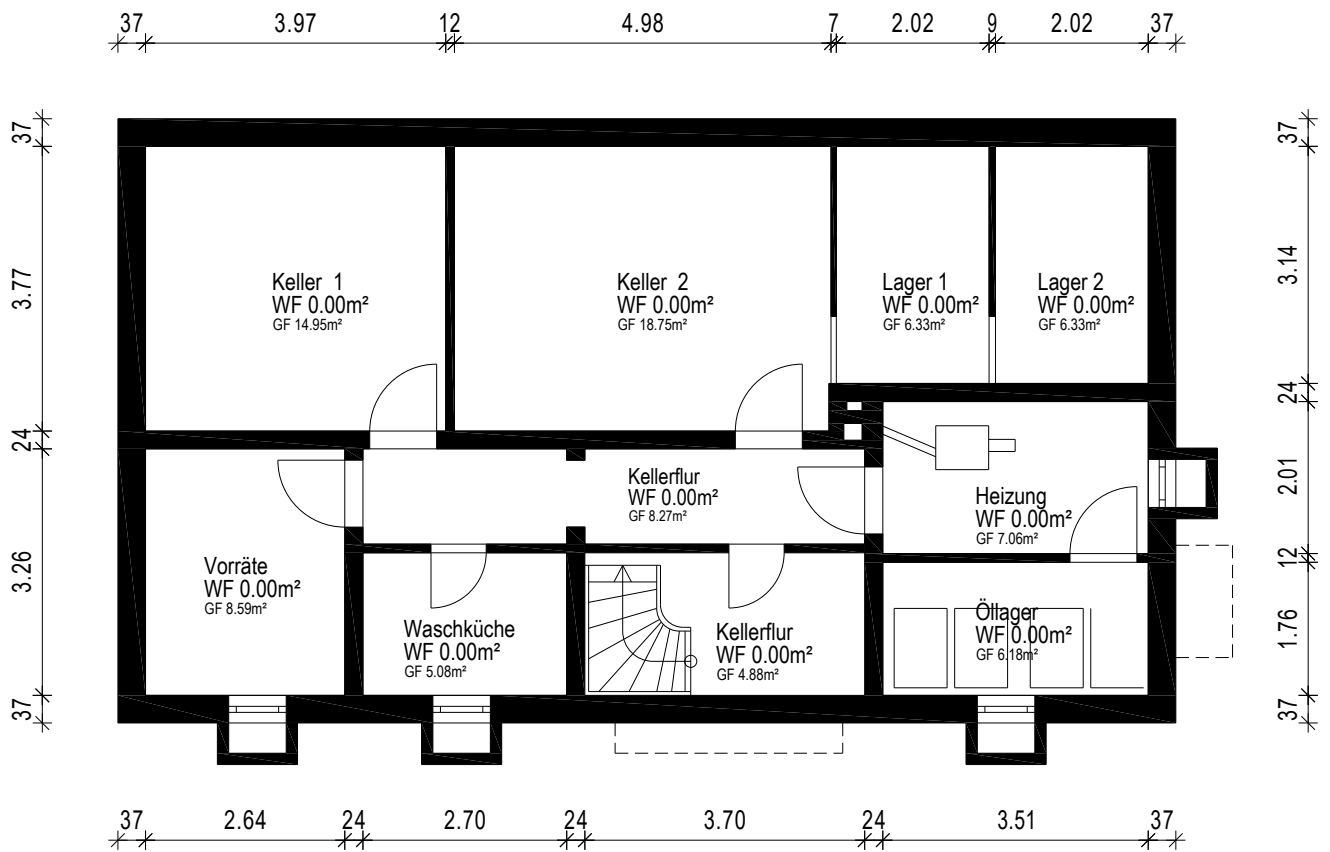 37 3.97 12 4.98 7 2.02 9 2.02 37
37
3.77
24
3.26
37
Keller 1
WF 0.00m²
GF 14.95m²
Keller 2
WF 0.00m²
GF 18.75m²
Lager 1
WF 0.00m²
GF 6.33m²
Lager 2
WF 0.00m²
GF 6.33m²
Kellerflur
WF 0.00m²
GF 8.27m²
Heizung
WF 0.00m²
GF 7.06m²
Vorräte
WF 0.00m²
GF 8.59m²
Waschküche
WF 0.00m²
GF 5.08m²
Kellerflur
WF 0.00m²
GF 4.88m²
Öllager
WF 0.00m²
GF 6.18m²
37
3.14
24
2.01
12
1.76
37
37 2.64 24 2.70 24 3.70 24 3.51 37